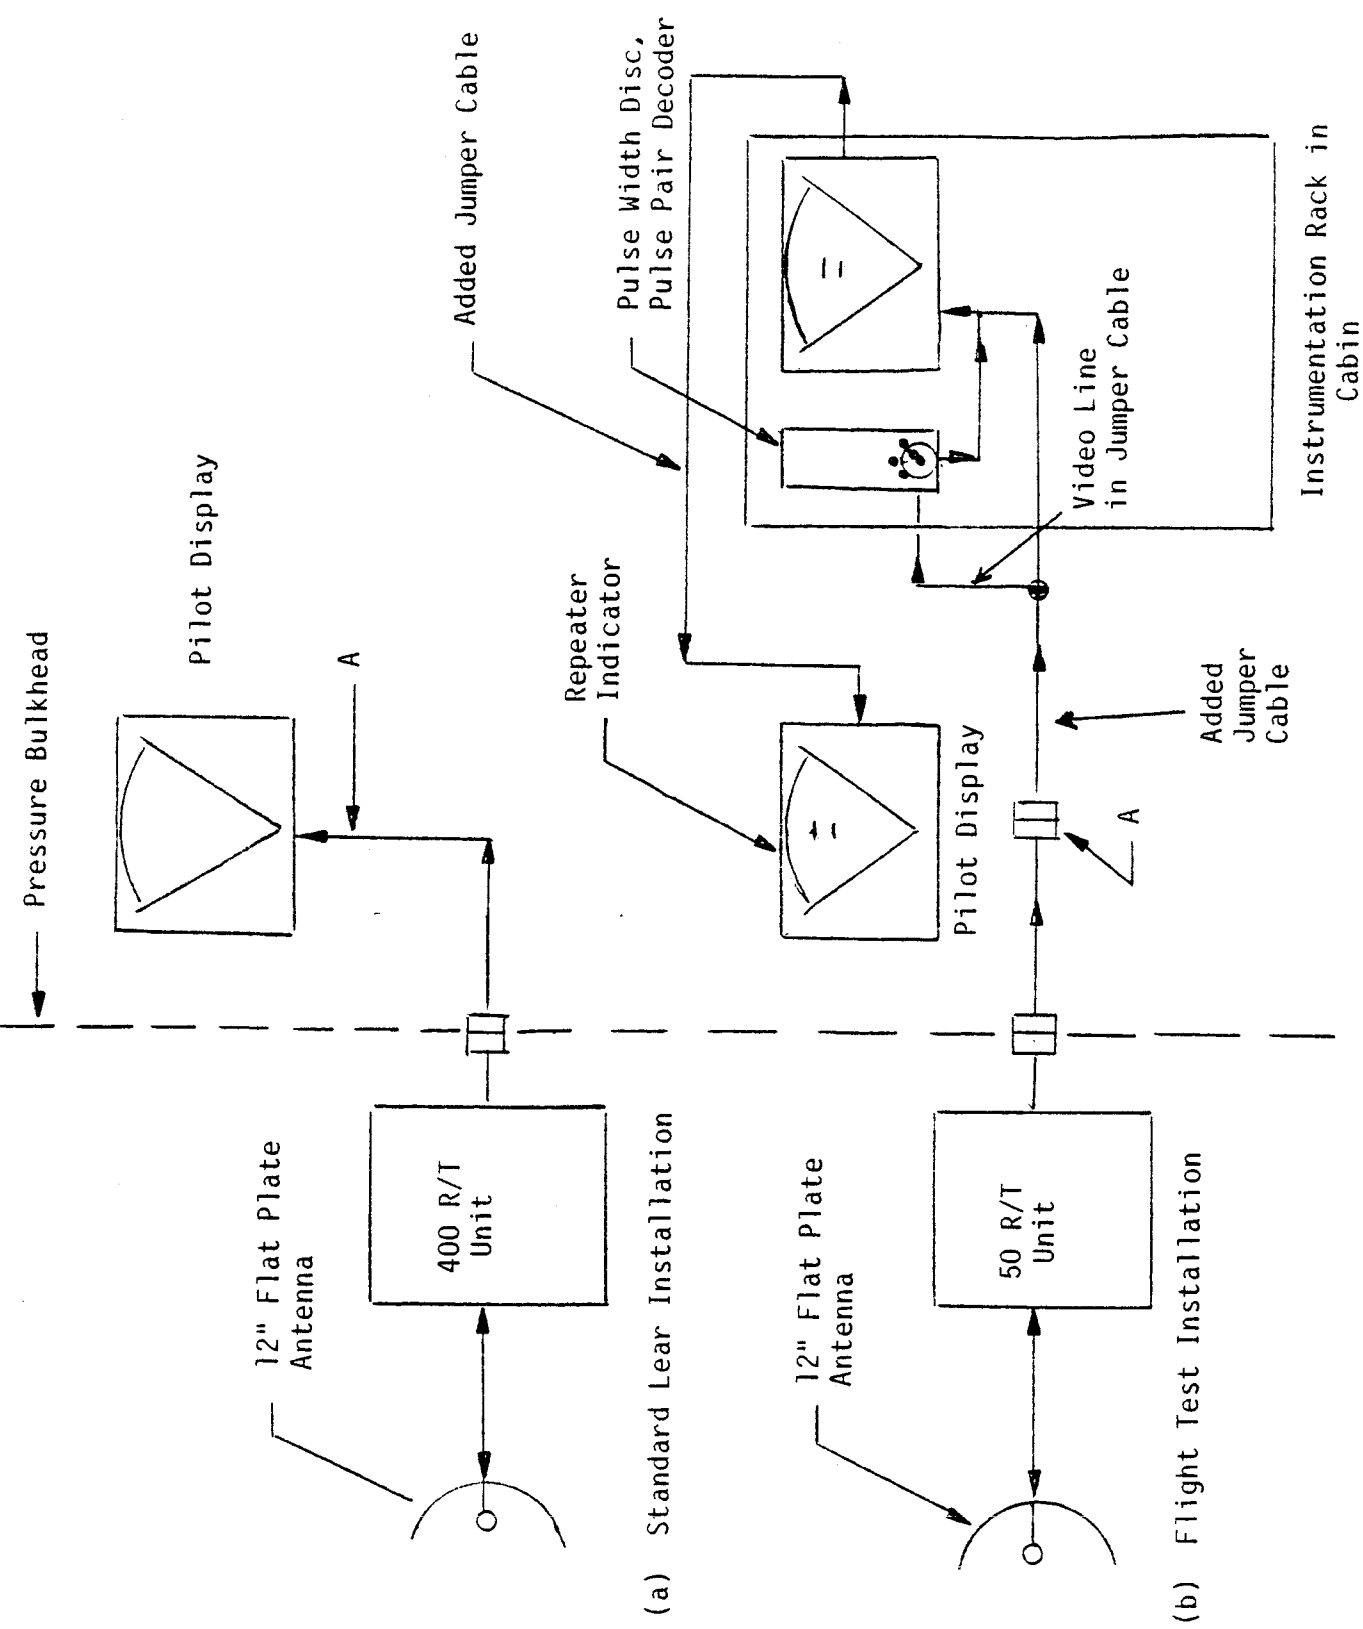 Pressure Bulkhead
Pilot Display
A
12" Flat Plate
Antenna
400 R/T
Unit
(a) Standard Lear Installation
Added Jumper Cable
Pulse Width Disc,
Pulse Pair Decoder
Repeater
Indicator
Pilot Display
12" Flat Plate
Antenna
50 R/T
Unit
A
Added
Jumper
Cable
Video Line
in Jumper Cable
Instrumentation Rack in
Cabin
(b) Flight Test Installation